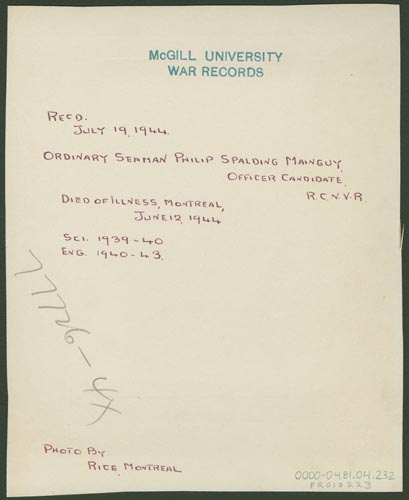 McGILL UNIVERSITY
WAR RECORDS
REC'D.
JULY 19, 1944.
ORDINARY SEAMAN PHILIP SPALDING MAINGUY,
OFFICER CANDIDATE,
R.C.N.V.R.
DIED OF ILLNESS, MONTREAL,
JUNE 12, 1944
SCI. 1939-40
ENG. 1940-43.
PHOTO BY
RICE, MONTREAL
0000-0481.04.232
PR010223